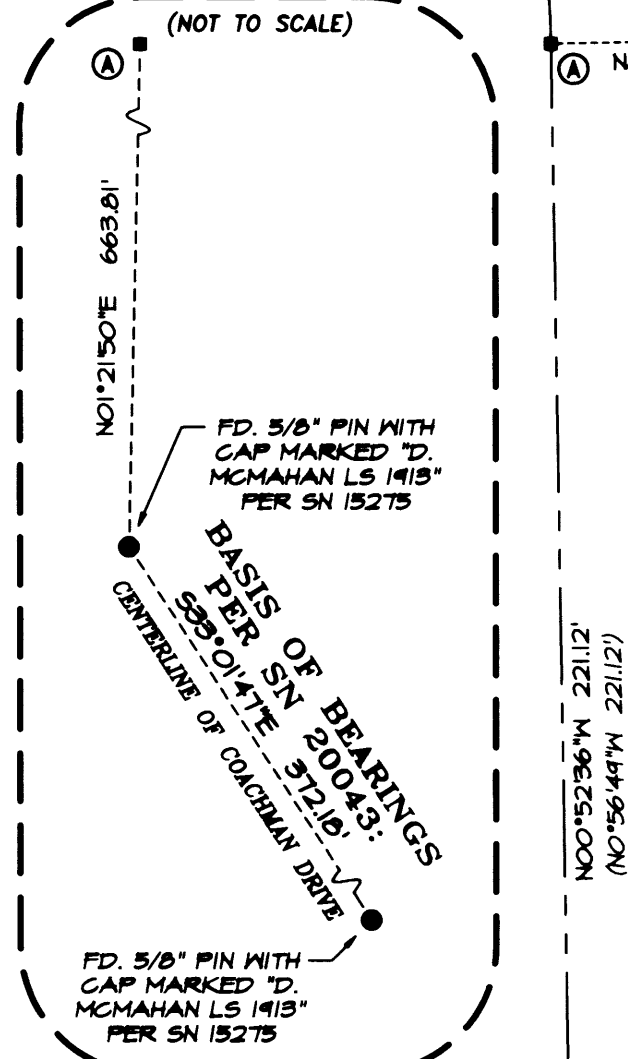 (NOT TO SCALE)
A
A
N
N01°21'50"E 663.81'
FD. 5/8" PIN WITH
CAP MARKED "D.
MCMAHAN LS 1913"
PER SN 15275
BASIS OF BEARINGS
PER SN 20043:
S33°01'47"E 372.18'
CENTERLINE OF COACHMAN DRIVE
N00°52'36"W 221.12'
(N0°56'49"W 221.12')
FD. 5/8" PIN WITH
CAP MARKED "D.
MCMAHAN LS 1913"
PER SN 15275